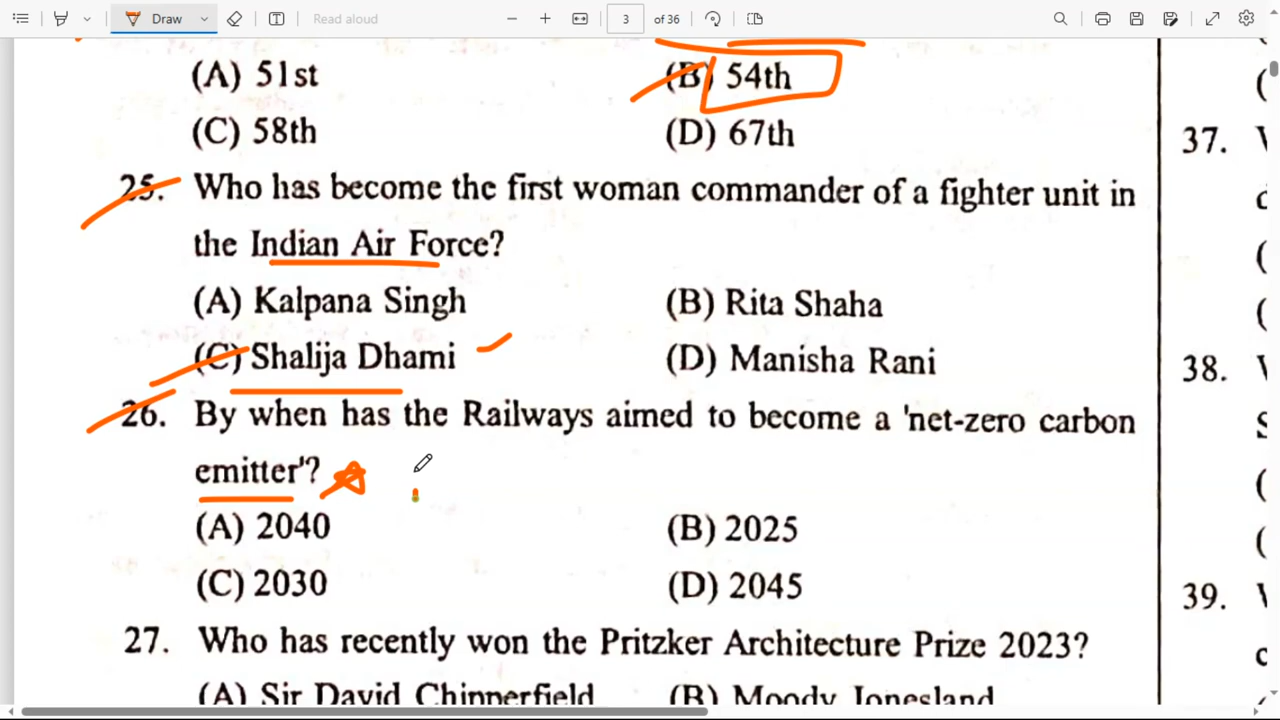 Draw
Read aloud
3 of 36
(A) 51st (B) 54th
(C) 58th (D) 67th
37.
25. Who has become the first woman commander of a fighter unit in
the Indian Air Force?
(A) Kalpana Singh (B) Rita Shaha
(C) Shalija Dhami (D) Manisha Rani
38.
26. By when has the Railways aimed to become a 'net-zero carbon
emitter'?
(A) 2040 (B) 2025
(C) 2030 (D) 2045
39.
27. Who has recently won the Pritzker Architecture Prize 2023?
(A) Sir David Chipperfield (B) Moody Jonesland